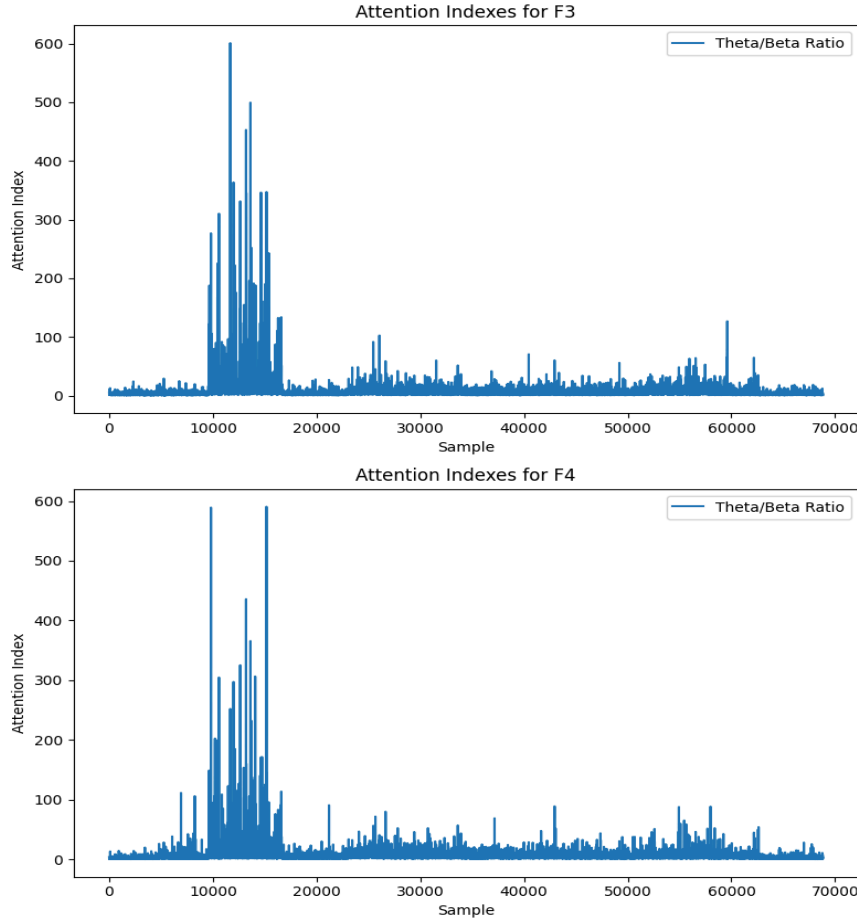 Attention Indexes for F3
Theta/Beta Ratio
600
500
400
300
200
100
0
Attention Index
0 10000 20000 30000 40000 50000 60000 70000
Sample
Attention Indexes for F4
Theta/Beta Ratio
600
500
400
300
200
100
0
Attention Index
0 10000 20000 30000 40000 50000 60000 70000
Sample